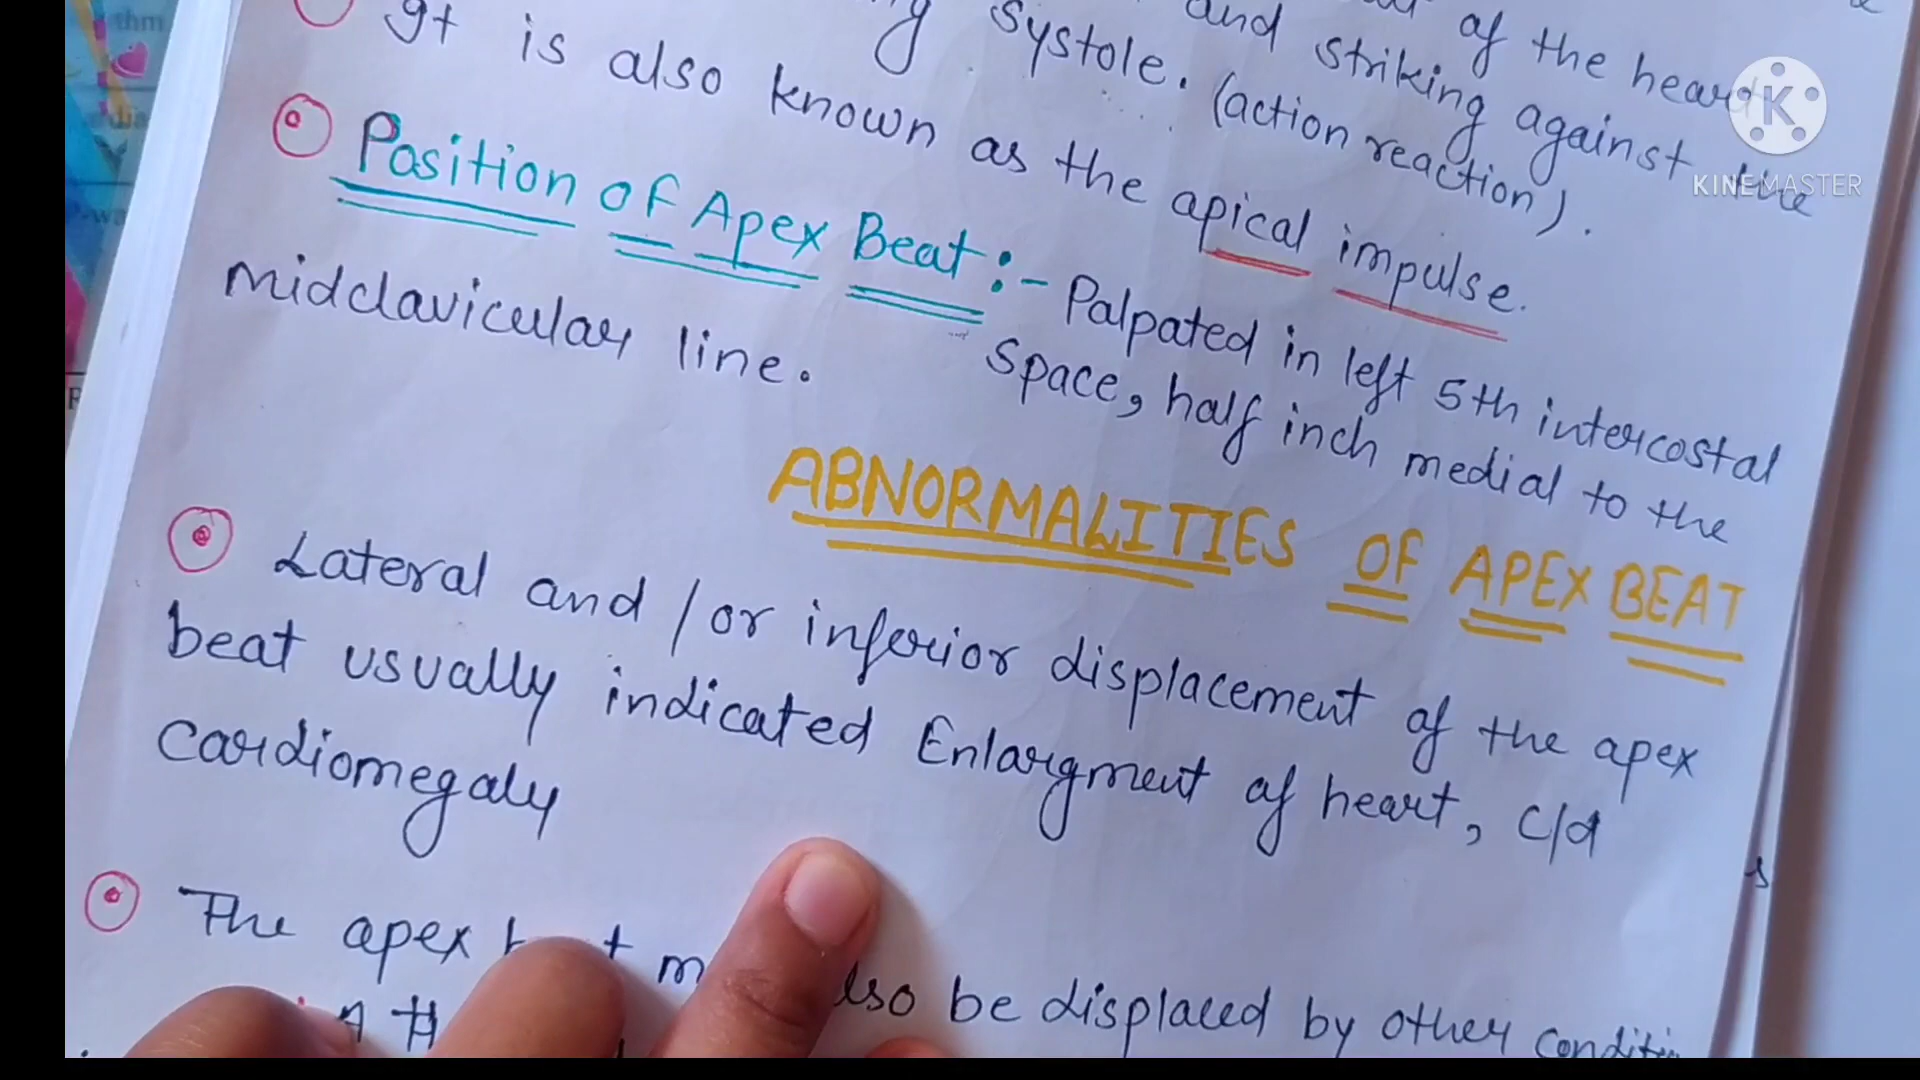 of the heart
and striking against the
systole. (action reaction).
It is also known as the apical impulse.
Position of Apex Beat:- Palpated in left 5th intercostal
space, half inch medial to the
midclavicular line.
ABNORMALITIES OF APEX BEAT
Lateral and /or inferior displacement of the apex
beat usually indicated Enlargment of heart, c/d
cardiomegaly
The apex also be displaced by other
KINEMASTER